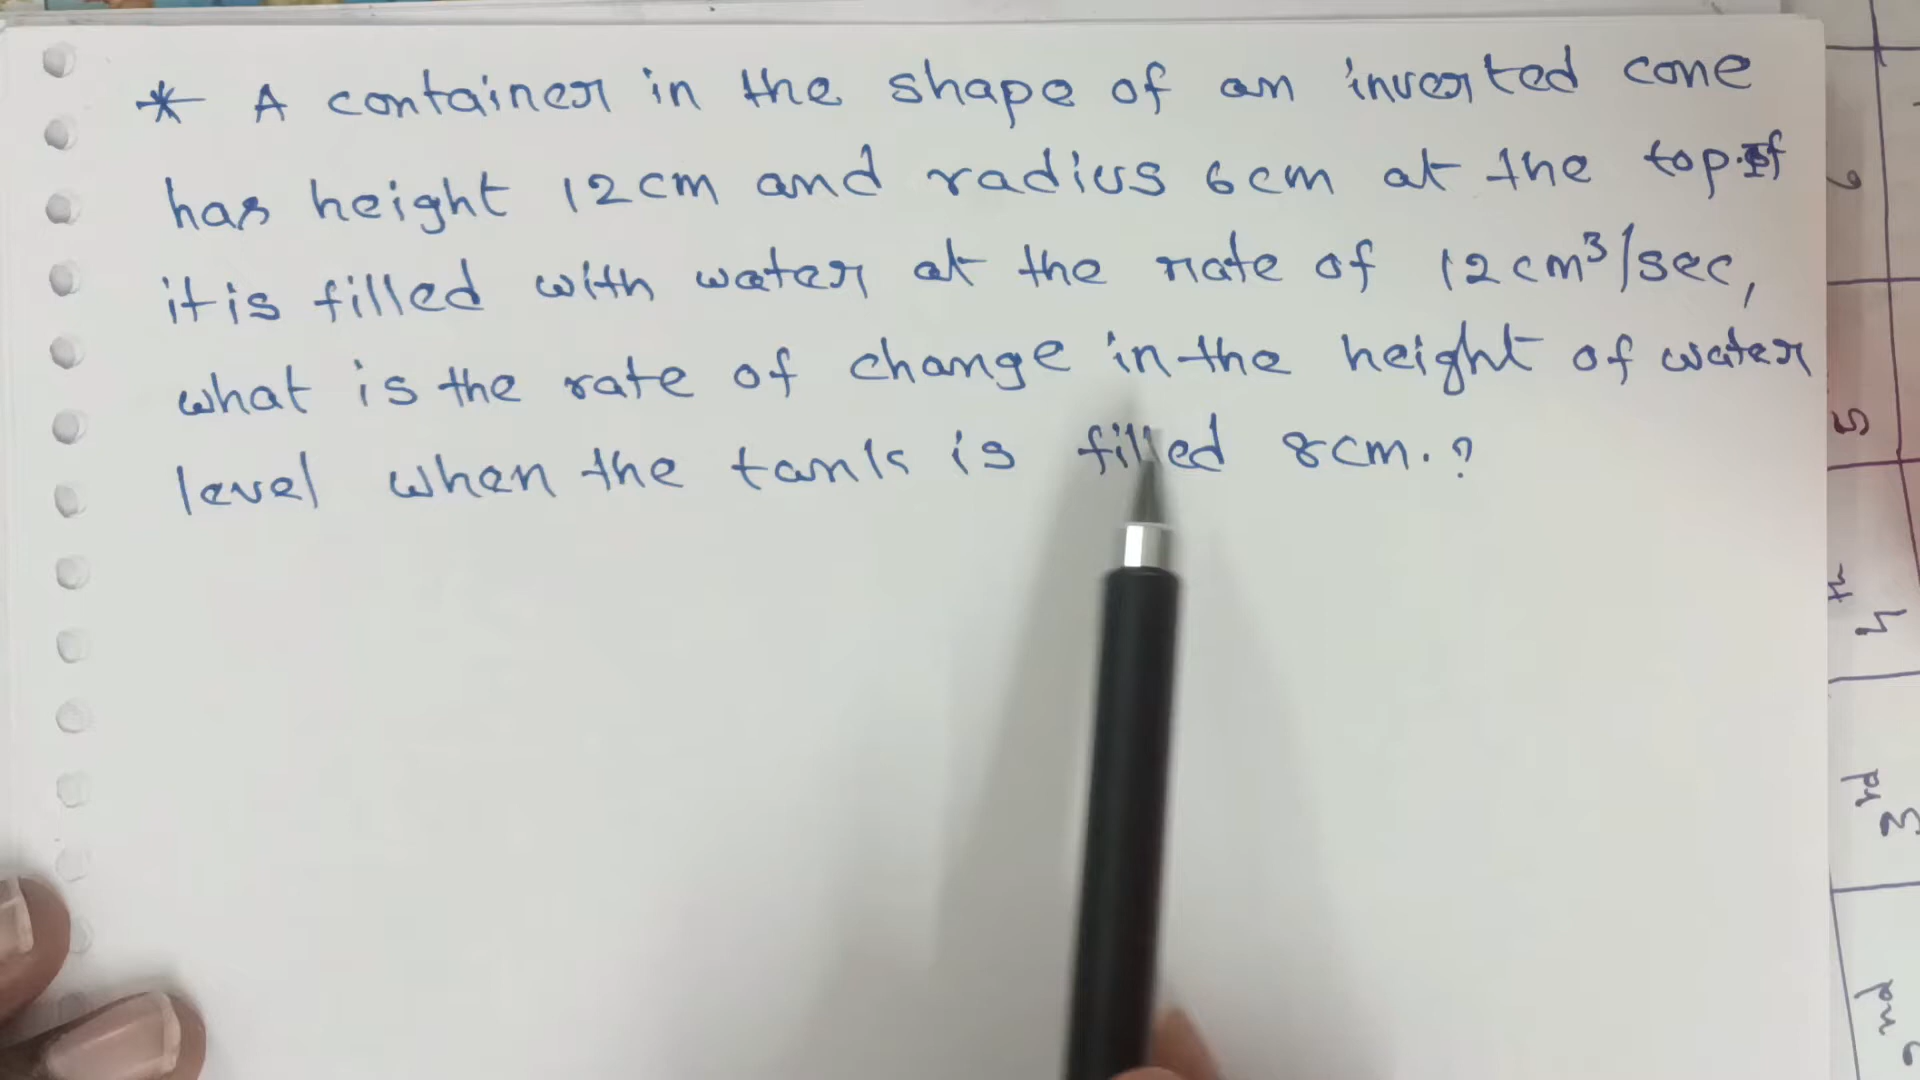 * A container in the shape of an inverted cone
has height 12cm and radius 6cm at the top. If
it is filled with water at the rate of 12cm³/sec,
what is the rate of change in the height of water
level when the tank is filled 8cm.?